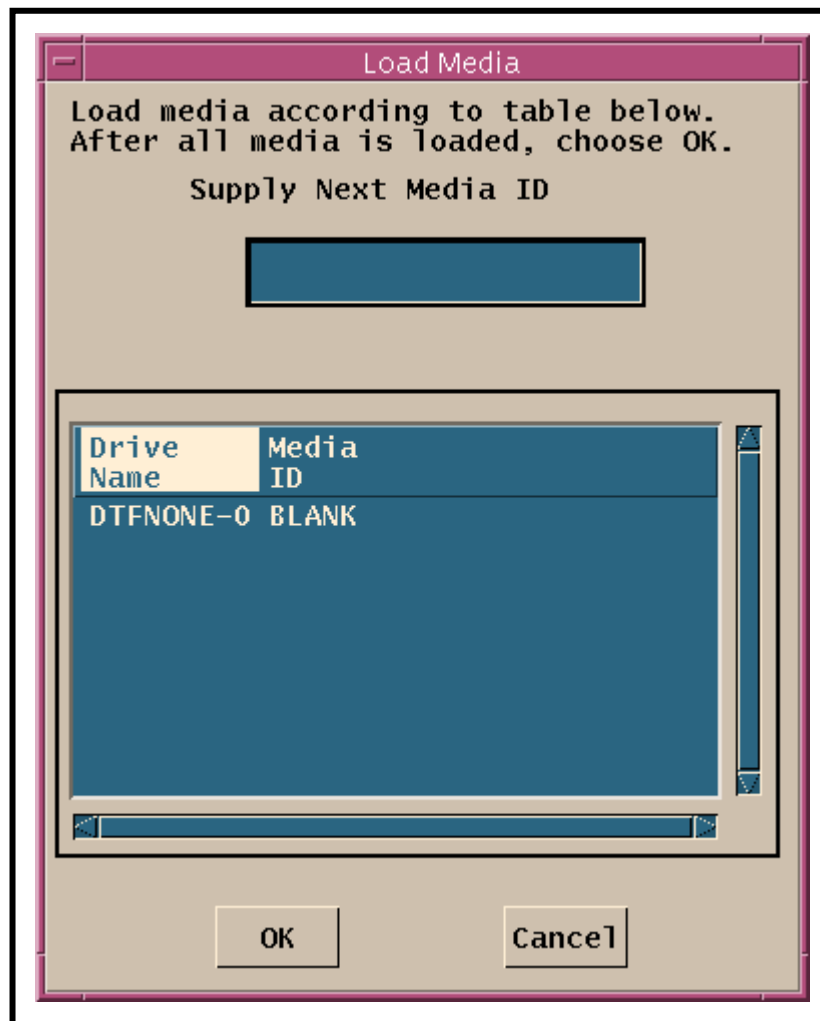 Load Media
Load media according to table below.
After all media is loaded, choose OK.
Supply Next Media ID
Drive Media
Name ID
DTFNONE-0 BLANK
OK Cancel